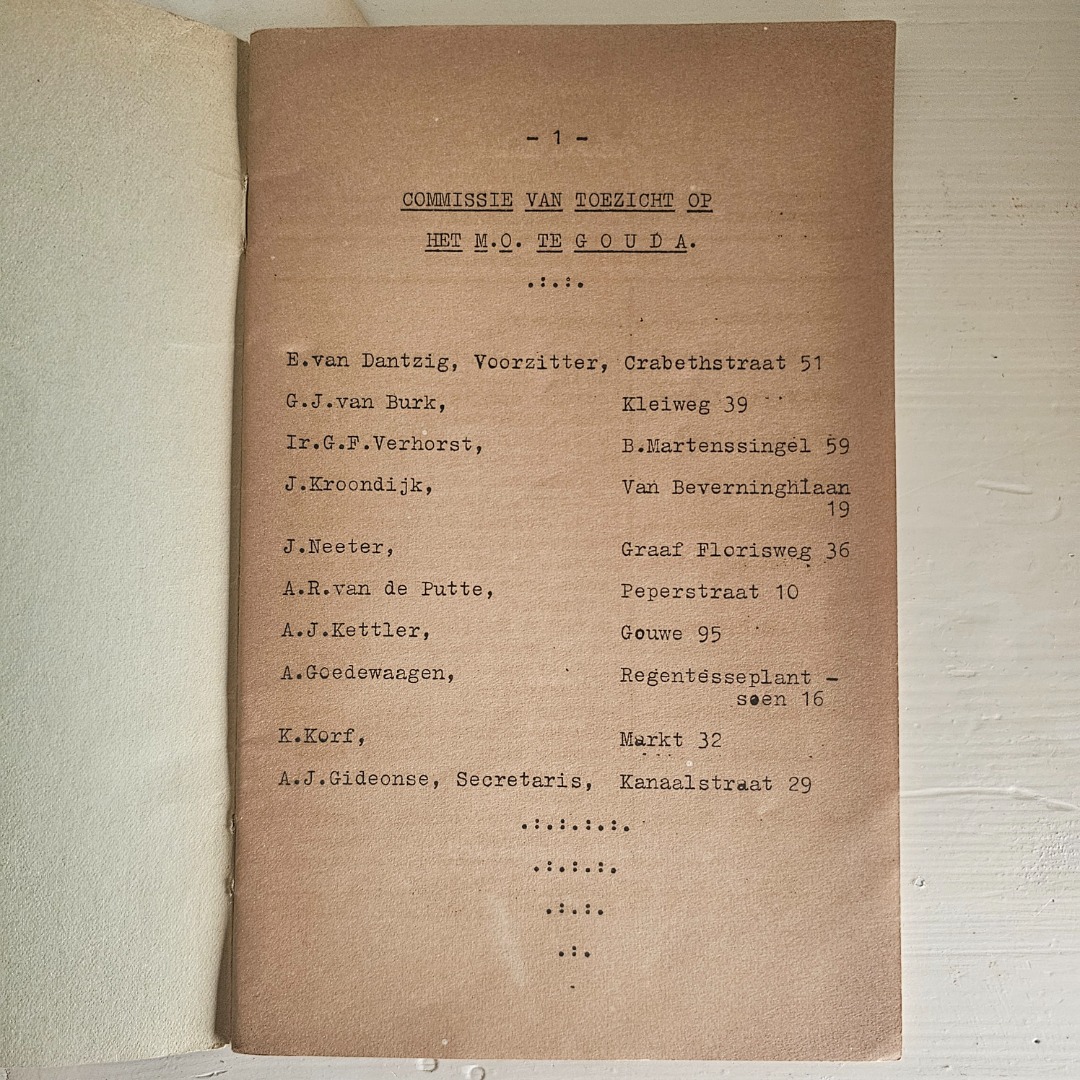 - 1 -
COMMISSIE VAN TOEZICHT OP
HET M.O. TE G O U D A.
.:.:.
E.van Dantzig, Voorzitter, Crabethstraat 51
G.J.van Burk, Kleiweg 39
Ir.G.F.Verhorst, B.Martenssingel 59
J.Kroondijk, Van Beverninghlaan
19
J.Neeter, Graaf Florisweg 36
A.R.van de Putte, Peperstraat 10
A.J.Kettler, Gouwe 95
A.Goedewaagen, Regentesseplant -
soen 16
K.Korf, Markt 32
A.J.Gideonse, Secretaris, Kanaalstraat 29
.:.:.:.:.:.
.:.:.:.:.
.:.:.:.
.:.